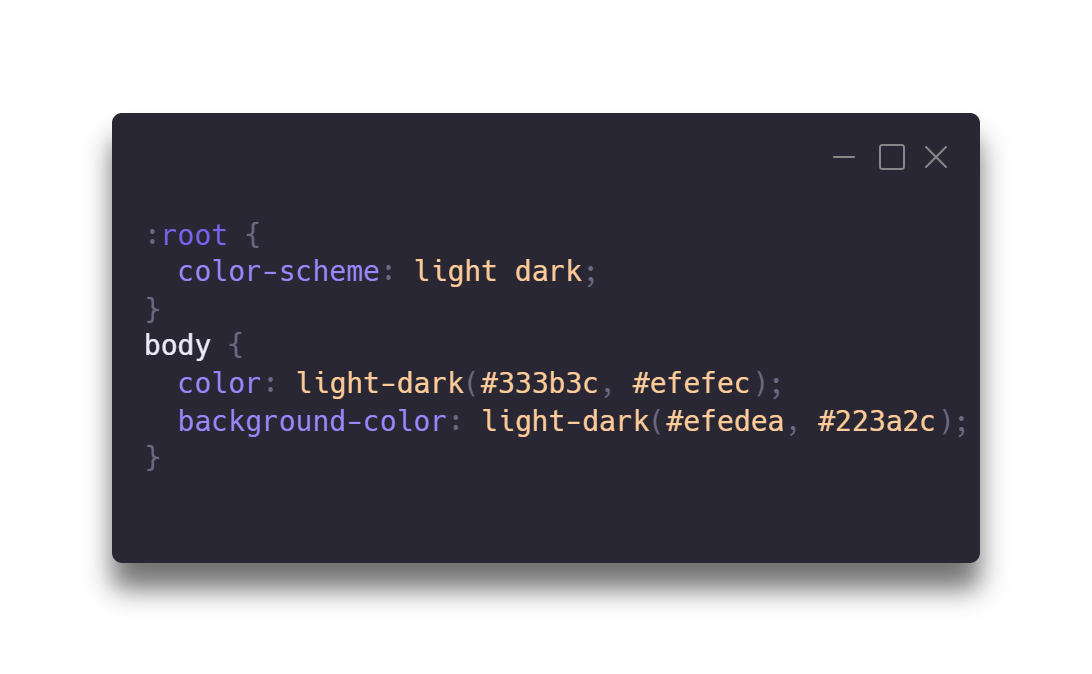 :root {
  color-scheme: light dark;
}
body {
  color: light-dark(#333b3c, #efefec);
  background-color: light-dark(#efedea, #223a2c);
}